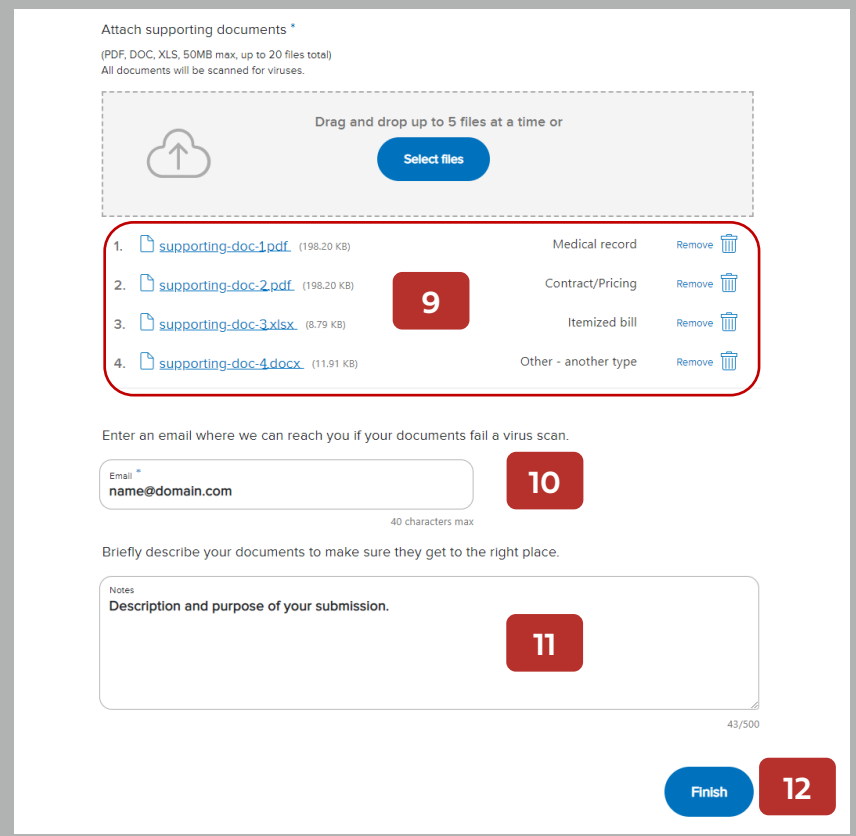 Attach supporting documents *
(PDF, DOC, XLS, 50MB max, up to 20 files total)
All documents will be scanned for viruses.
Drag and drop up to 5 files at a time or
Select files
1. supporting-doc-1.pdf (198.20 KB) Medical record Remove
2. supporting-doc-2.pdf (198.20 KB) Contract/Pricing Remove
9
3. supporting-doc-3.xlsx (8.79 KB) Itemized bill Remove
4. supporting-doc-4.docx (11.91 KB) Other - another type Remove
Enter an email where we can reach you if your documents fail a virus scan.
Email *
name@domain.com
10
40 characters max
Briefly describe your documents to make sure they get to the right place.
Notes
Description and purpose of your submission.
11
43/500
Finish
12